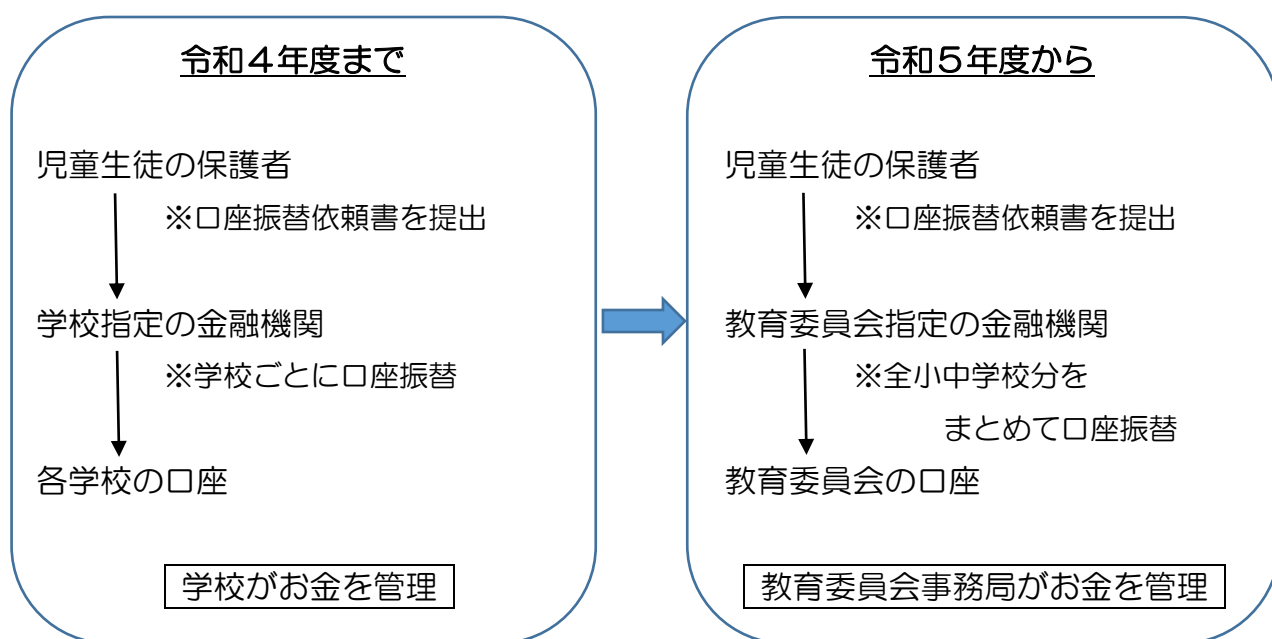 令和４年度まで
児童生徒の保護者
※口座振替依頼書を提出
学校指定の金融機関
※学校ごとに口座振替
各学校の口座
学校がお金を管理
令和５年度から
児童生徒の保護者
※口座振替依頼書を提出
教育委員会指定の金融機関
※全小中学校分を
まとめて口座振替
教育委員会の口座
教育委員会事務局がお金を管理